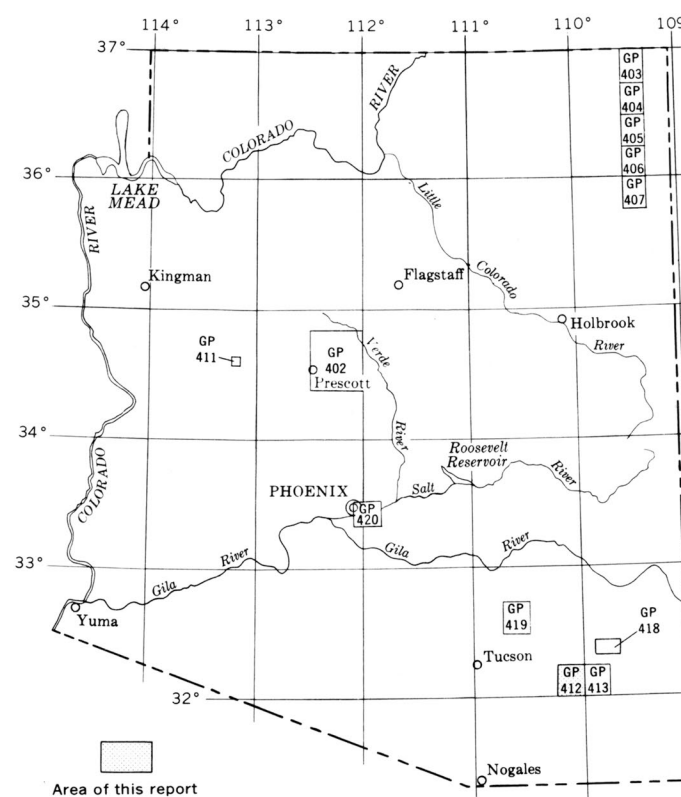 114° 113° 112° 111° 110° 109
37°
GP
403
GP
404
GP
405
GP
406
GP
407
RIVER
COLORADO
36°
LAKE
MEAD
Little
RIVER
Kingman
Flagstaff
Colorado
35°
Holbrook
River
GP
411
GP
402
Prescott
Verde
River
34°
Roosevelt
Reservoir
COLORADO
PHOENIX
Salt
River
GP
420
33°
Gila
River
Gila
River
Yuma
GP
419
GP
418
Tucson
GP
412
GP
413
32°
Nogales
Area of this report